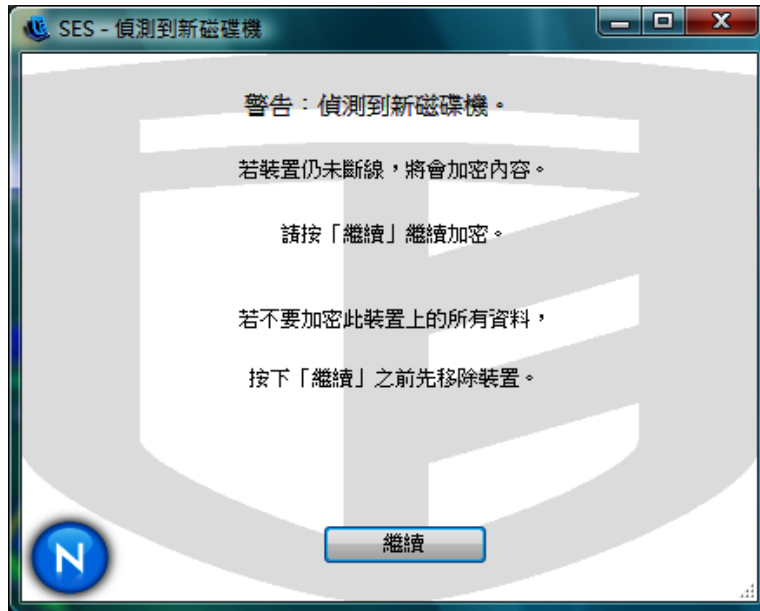 SES - 偵測到新磁碟機
警告：偵測到新磁碟機。
若裝置仍未斷線，將會加密內容。
請按「繼續」繼續加密。
若不要加密此裝置上的所有資料，
按下「繼續」之前先移除裝置。
繼續
N